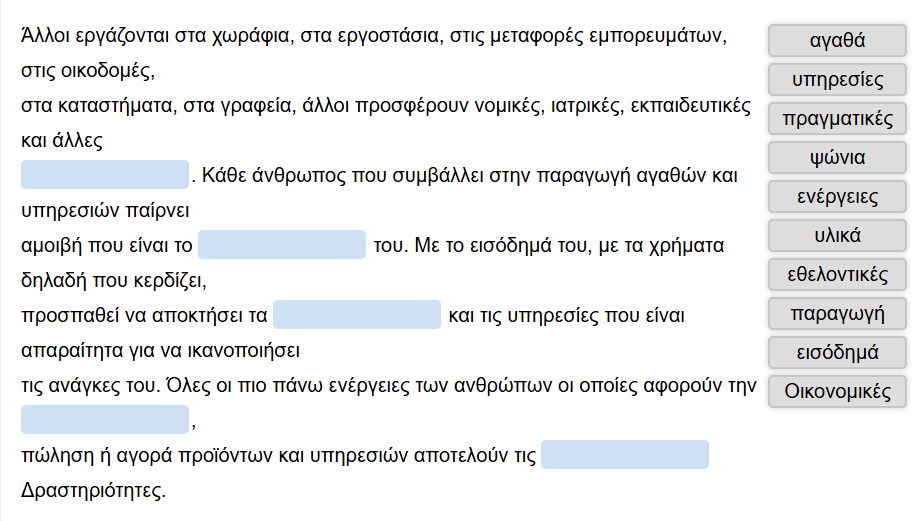 Άλλοι εργάζονται στα χωράφια, στα εργοστάσια, στις μεταφορές εμπορευμάτων,
στις οικοδομές,
στα καταστήματα, στα γραφεία, άλλοι προσφέρουν νομικές, ιατρικές, εκπαιδευτικές
και άλλες
. Κάθε άνθρωπος που συμβάλλει στην παραγωγή αγαθών και
υπηρεσιών παίρνει
αμοιβή που είναι το του. Με το εισόδημά του, με τα χρήματα
δηλαδή που κερδίζει,
προσπαθεί να αποκτήσει τα και τις υπηρεσίες που είναι
απαραίτητα για να ικανοποιήσει
τις ανάγκες του. Όλες οι πιο πάνω ενέργειες των ανθρώπων οι οποίες αφορούν την
,
πώληση ή αγορά προϊόντων και υπηρεσιών αποτελούν τις
Δραστηριότητες.
αγαθά
υπηρεσίες
πραγματικές
ψώνια
ενέργειες
υλικά
εθελοντικές
παραγωγή
εισόδημά
Οικονομικές